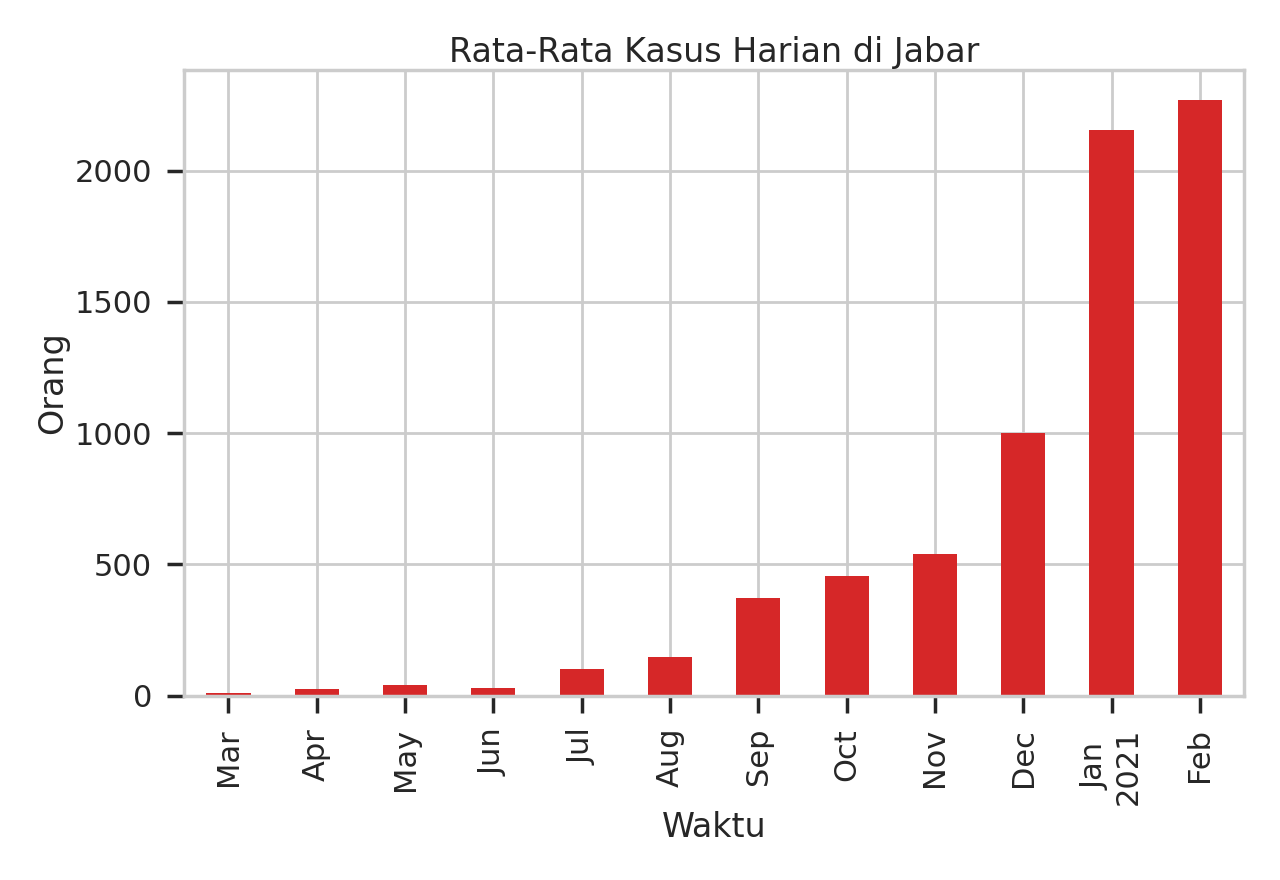 Rata-Rata Kasus Harian di Jabar
Orang
2000
1500
1000
500
0
Mar
Apr
May
Jun
Jul
Aug
Sep
Oct
Nov
Dec
Jan
2021
Feb
Waktu